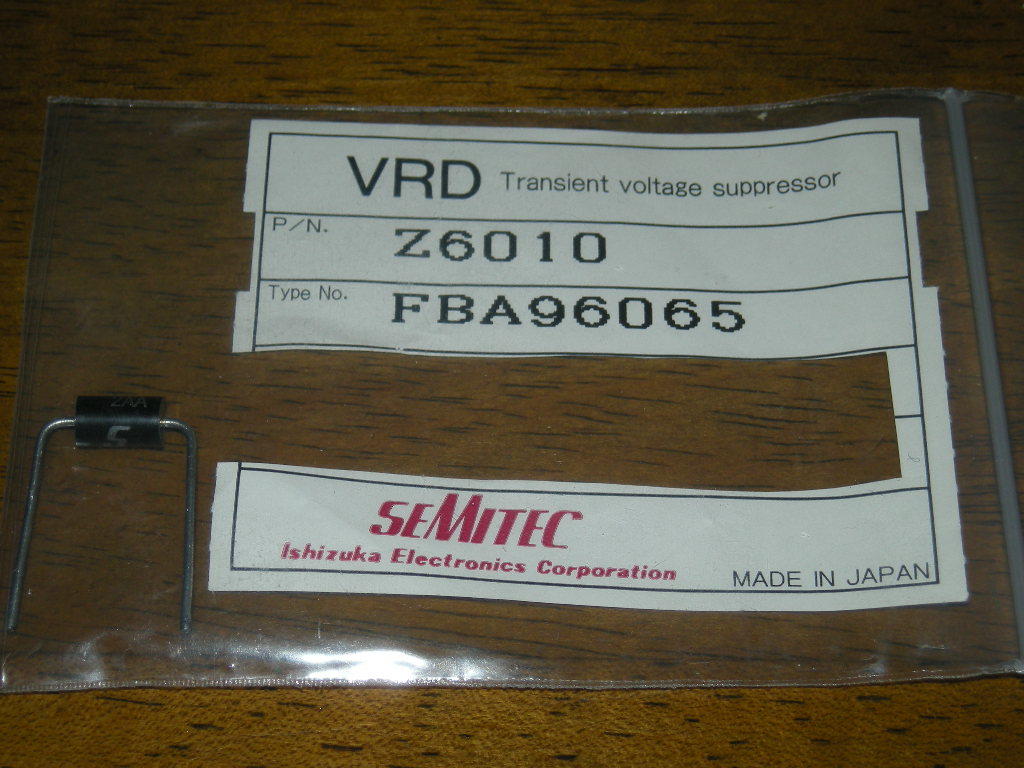 VRD Transient voltage suppressor
P/N. Z6010
Type No. FBA96065
SEMITEC
Ishizuka Electronics Corporation
MADE IN JAPAN